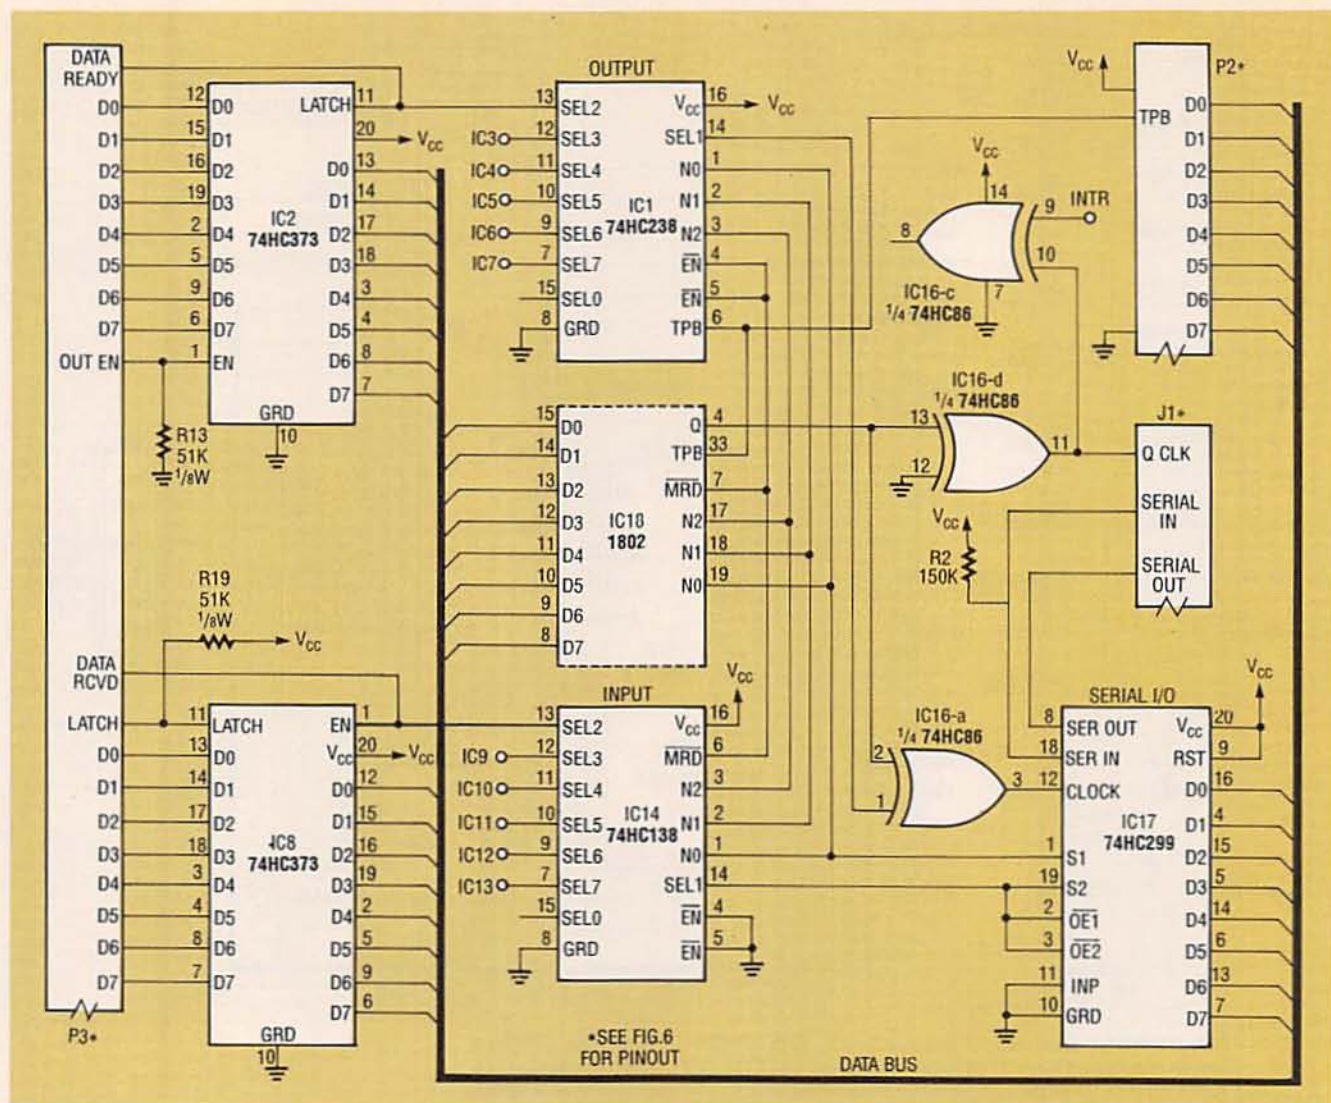 DATA
READY
D0
D1
D2
D3
D4
D5
D6
D7
OUT EN
R13
51K
1/8W
R19
51K
1/8W
VCC
DATA
RCVD
LATCH
D0
D1
D2
D3
D4
D5
D6
D7
P3*
12 D0
15 D1
16 D2
19 D3
2 D4
5 D5
9 D6
6 D7
1 EN
LATCH 11
20 VCC
D0 13
D1 14
D2 17
D3 18
D4 3
D5 4
D6 8
D7 7
IC2
74HC373
GRD
10
11 LATCH
13 D0
14 D1
17 D2
18 D3
3 D4
4 D5
8 D6
7 D7
EN 1
VCC 20 VCC
D0 12
D1 15
D2 16
D3 19
D4 2
D5 5
D6 9
D7 6
IC8
74HC373
GRD
10
OUTPUT
13 SEL2
IC3 12 SEL3
IC4 11 SEL4
IC5 10 SEL5
IC6 9 SEL6
IC7 7 SEL7
15 SEL0
8 GRD
IC1
74HC238
VCC 16 VCC
SEL1 14
N0 1
N1 2
N2 3
EN 4
EN 5
TPB 6
15 D0
14 D1
13 D2
12 D3
11 D4
10 D5
9 D6
8 D7
IC18
1802
Q 4
TPB 33
MRD 7
N2 17
N1 18
N0 19
INPUT
13 SEL2
IC9 12 SEL3
IC10 11 SEL4
IC11 10 SEL5
IC12 9 SEL6
IC13 7 SEL7
15 SEL0
8 GRD
IC14
74HC138
VCC
VCC 16
MRD 6
N2 3
N1 2
N0 1
SEL1 14
EN 4
EN 5
*SEE FIG.6
FOR PINOUT
VCC
14
9 INTR
8
10
7
IC16-c
1/4 74HC86
IC16-d
1/4 74HC86
13
12
11
VCC
R2
150K
IC16-a
1/4 74HC86
2
1
3
VCC
P2*
TPB
D0
D1
D2
D3
D4
D5
D6
D7
J1*
Q CLK
SERIAL
IN
SERIAL
OUT
VCC
SERIAL I/O
8 SER OUT
18 SER IN
12 CLOCK
1 S1
19 S2
2 OE1
3 OE2
11 INP
10 GRD
IC17
74HC299
VCC 20
RST 9
D0 16
D1 4
D2 15
D3 5
D4 14
D5 6
D6 13
D7 7
DATA BUS